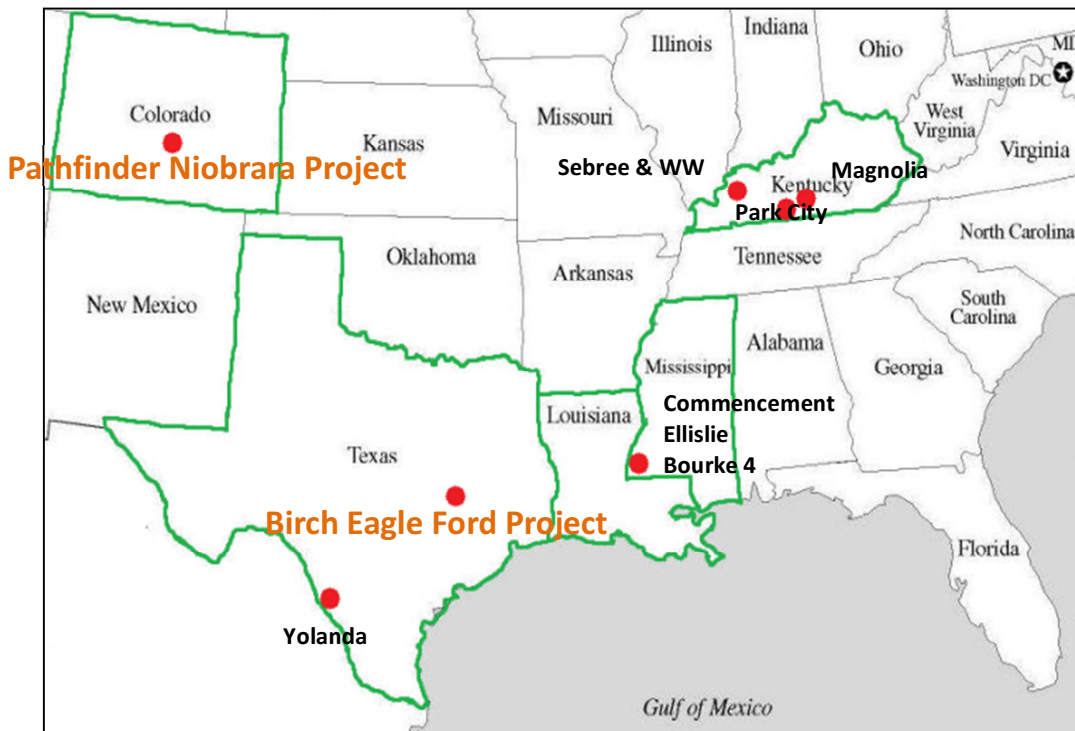 Indiana
Illinois
Ohio
MD
Washington DC
Colorado
Missouri
West
Virginia
Kansas
Virginia
Pathfinder Niobrara Project
Sebree & WW
Magnolia
Kentucky
Park City
North Carolina
Tennessee
Oklahoma
Arkansas
New Mexico
South
Carolina
Alabama
Mississippi
Georgia
Commencement
Louisiana
Ellislie
Texas
Bourke 4
Birch Eagle Ford Project
Florida
Yolanda
Gulf of Mexico